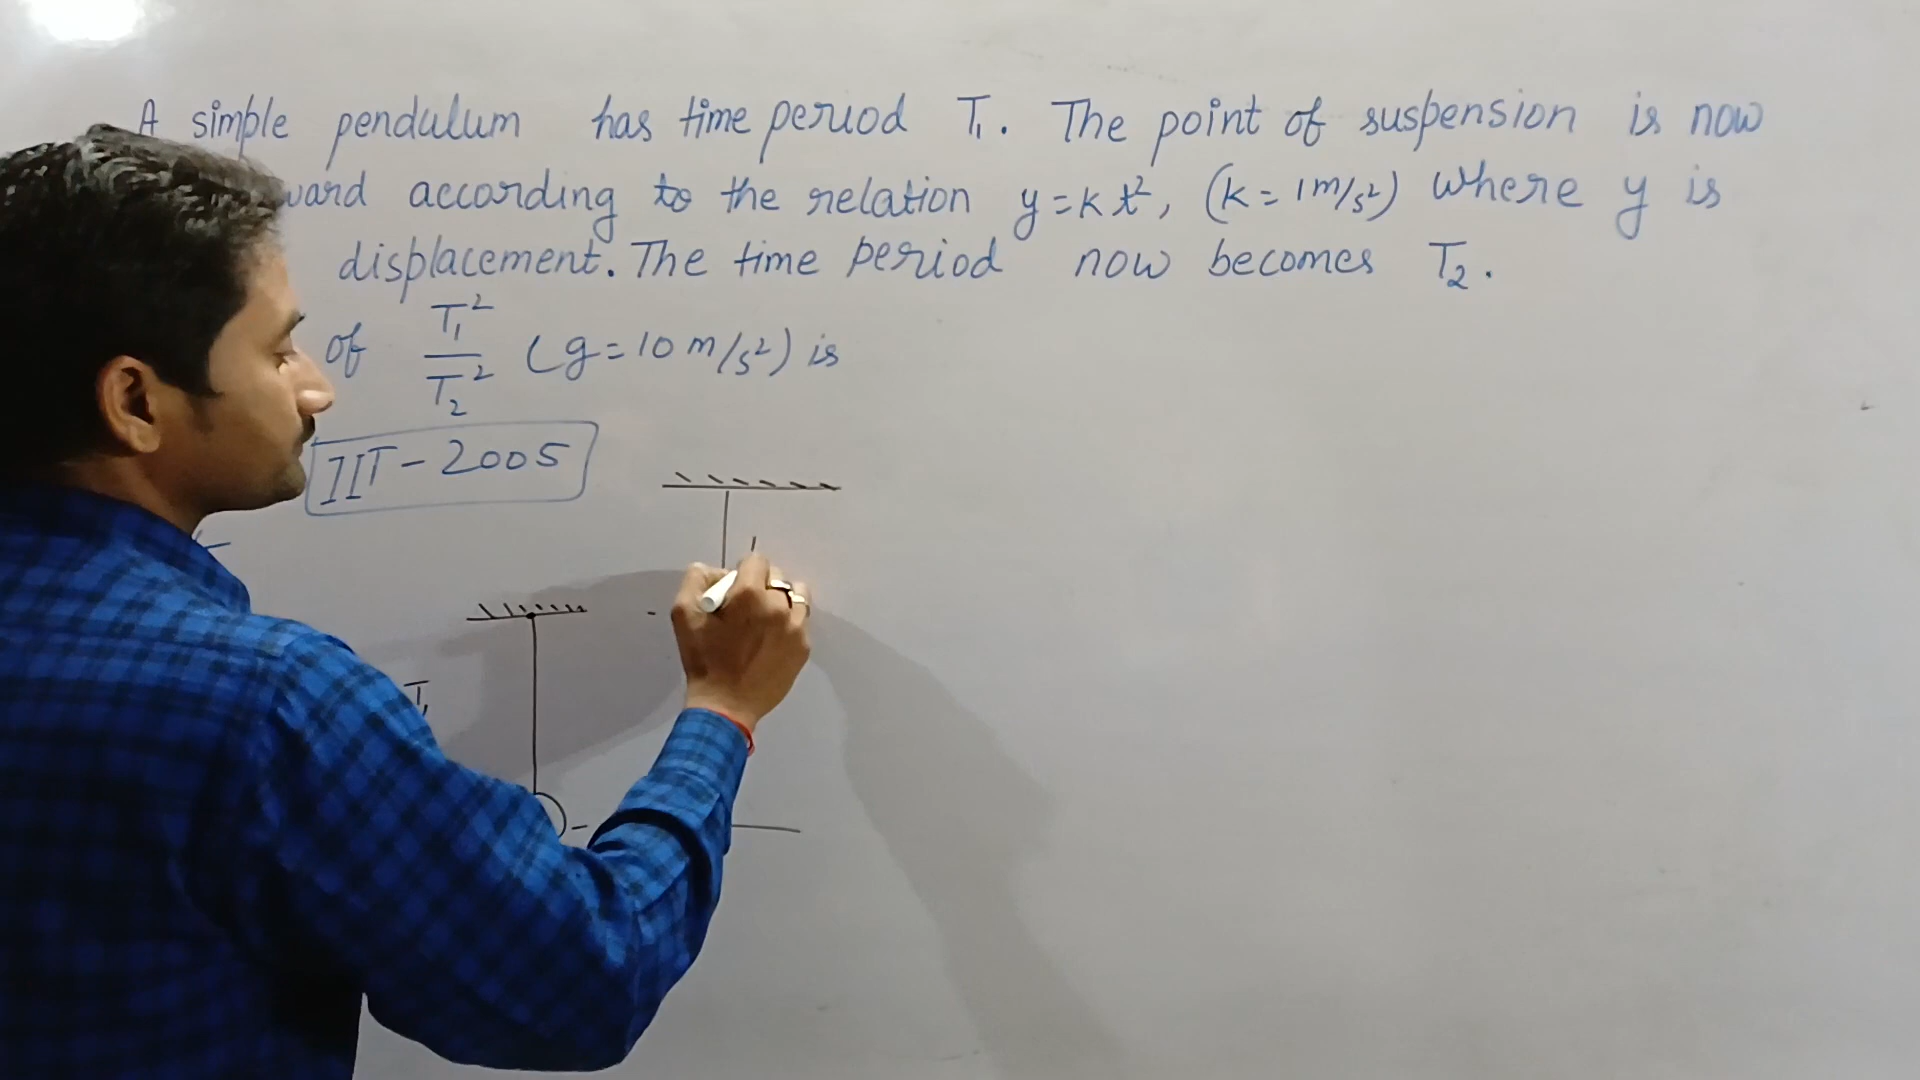 A simple pendulum has time period T₁. The point of suspension is now
ward according to the relation y=kt², (k=1m/s²) where y is
displacement. The time period now becomes T₂.
of T₁²/T₂² (g=10 m/s²) is
IIT-2005
T₁